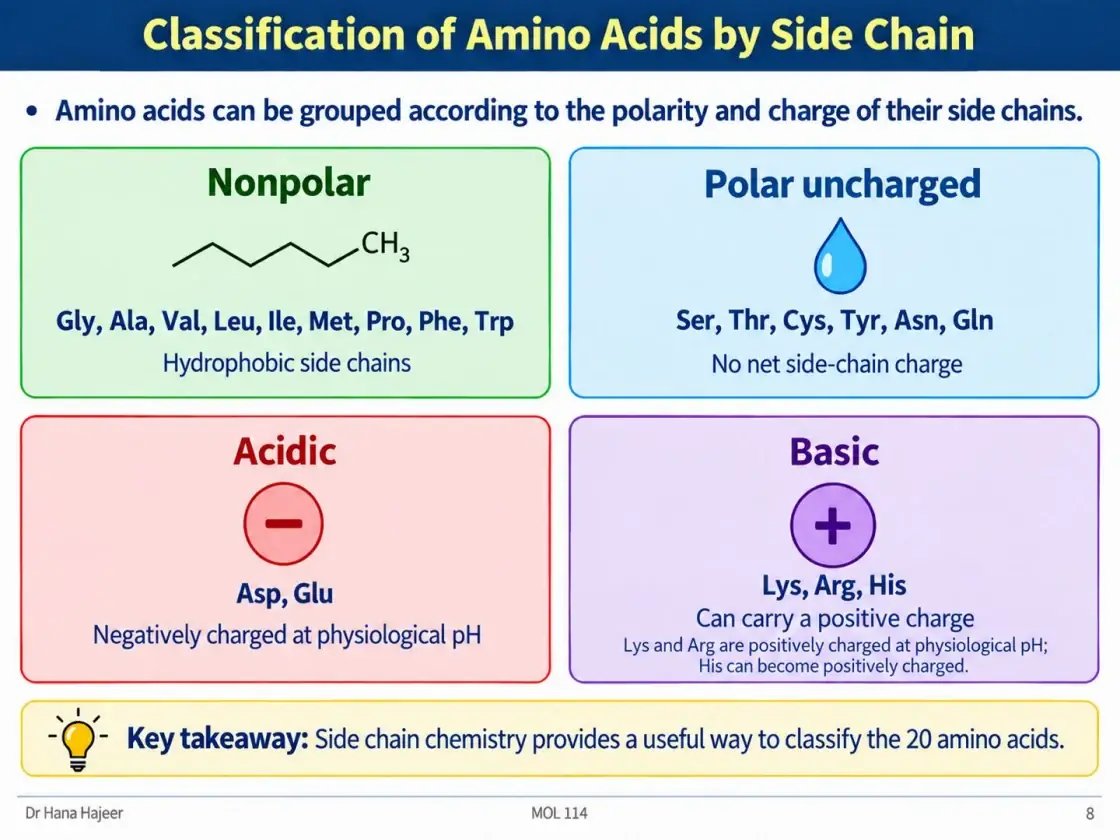 Classification of Amino Acids by Side Chain
• Amino acids can be grouped according to the polarity and charge of their side chains.
Nonpolar
CH3
Gly, Ala, Val, Leu, Ile, Met, Pro, Phe, Trp
Hydrophobic side chains
Polar uncharged
Ser, Thr, Cys, Tyr, Asn, Gln
No net side-chain charge
Acidic
−
Asp, Glu
Negatively charged at physiological pH
Basic
+
Lys, Arg, His
Can carry a positive charge
Lys and Arg are positively charged at physiological pH;
His can become positively charged.
Key takeaway: Side chain chemistry provides a useful way to classify the 20 amino acids.
Dr Hana Hajeer
MOL 114
8